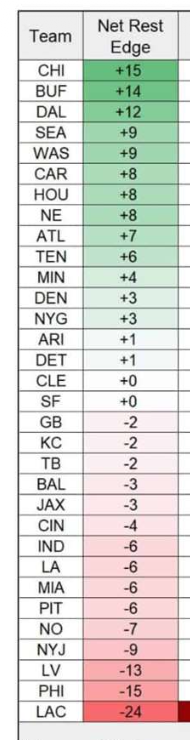 Team Net Rest
Edge
CHI +15
BUF +14
DAL +12
SEA +9
WAS +9
CAR +8
HOU +8
NE +8
ATL +7
TEN +6
MIN +4
DEN +3
NYG +3
ARI +1
DET +1
CLE +0
SF +0
GB -2
KC -2
TB -2
BAL -3
JAX -3
CIN -4
IND -6
LA -6
MIA -6
PIT -6
NO -7
NYJ -9
LV -13
PHI -15
LAC -24